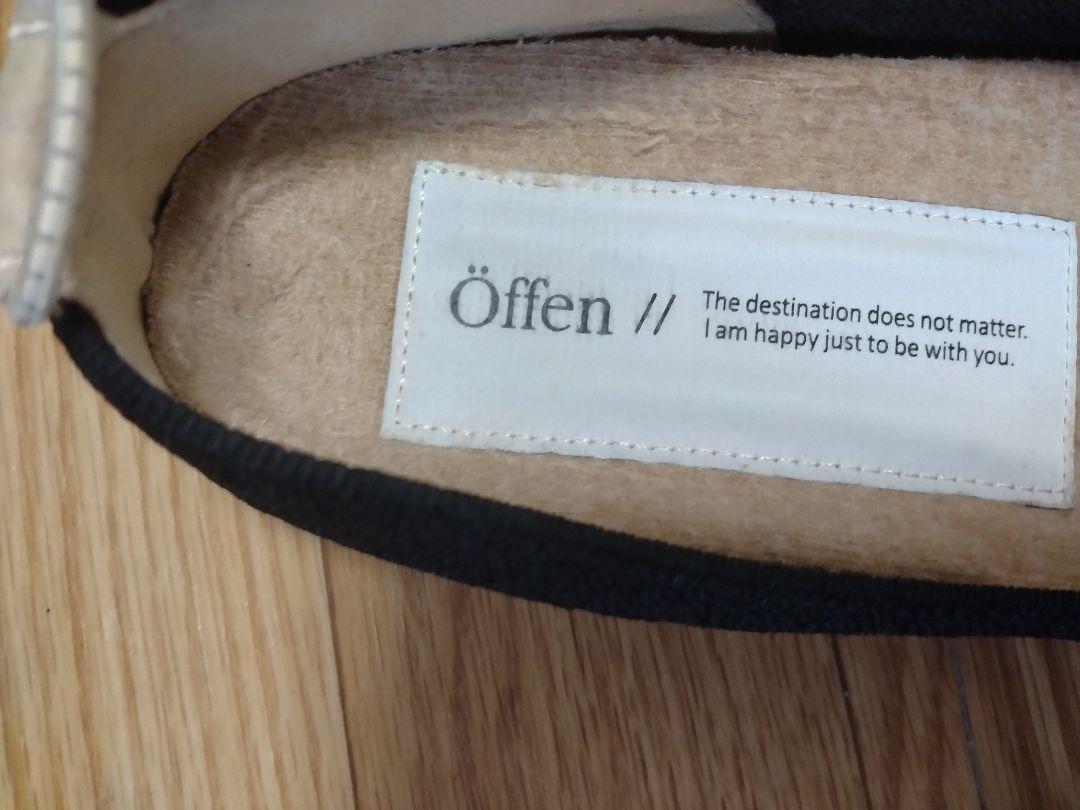 Öffen // The destination does not matter.
I am happy just to be with you.